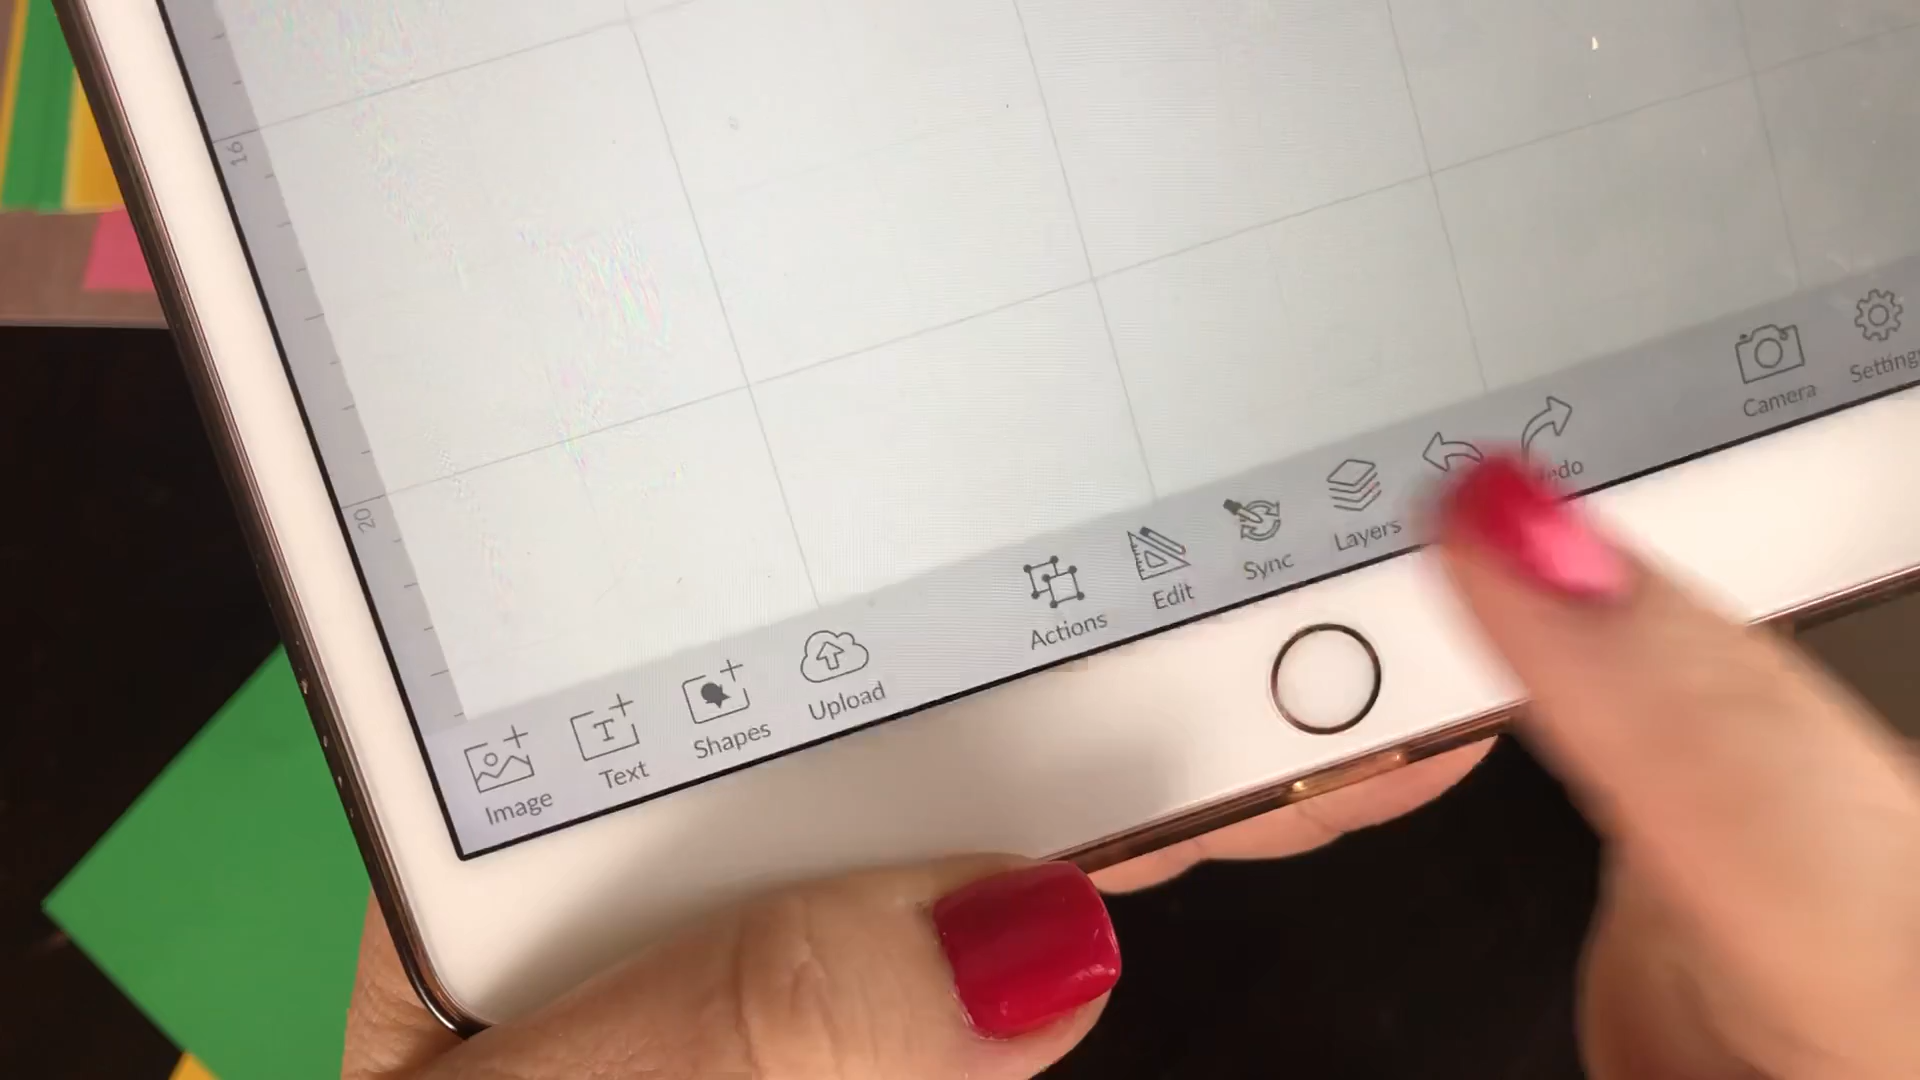 16
20
Image
Text
Shapes
Upload
Actions
Edit
Sync
Layers
Camera